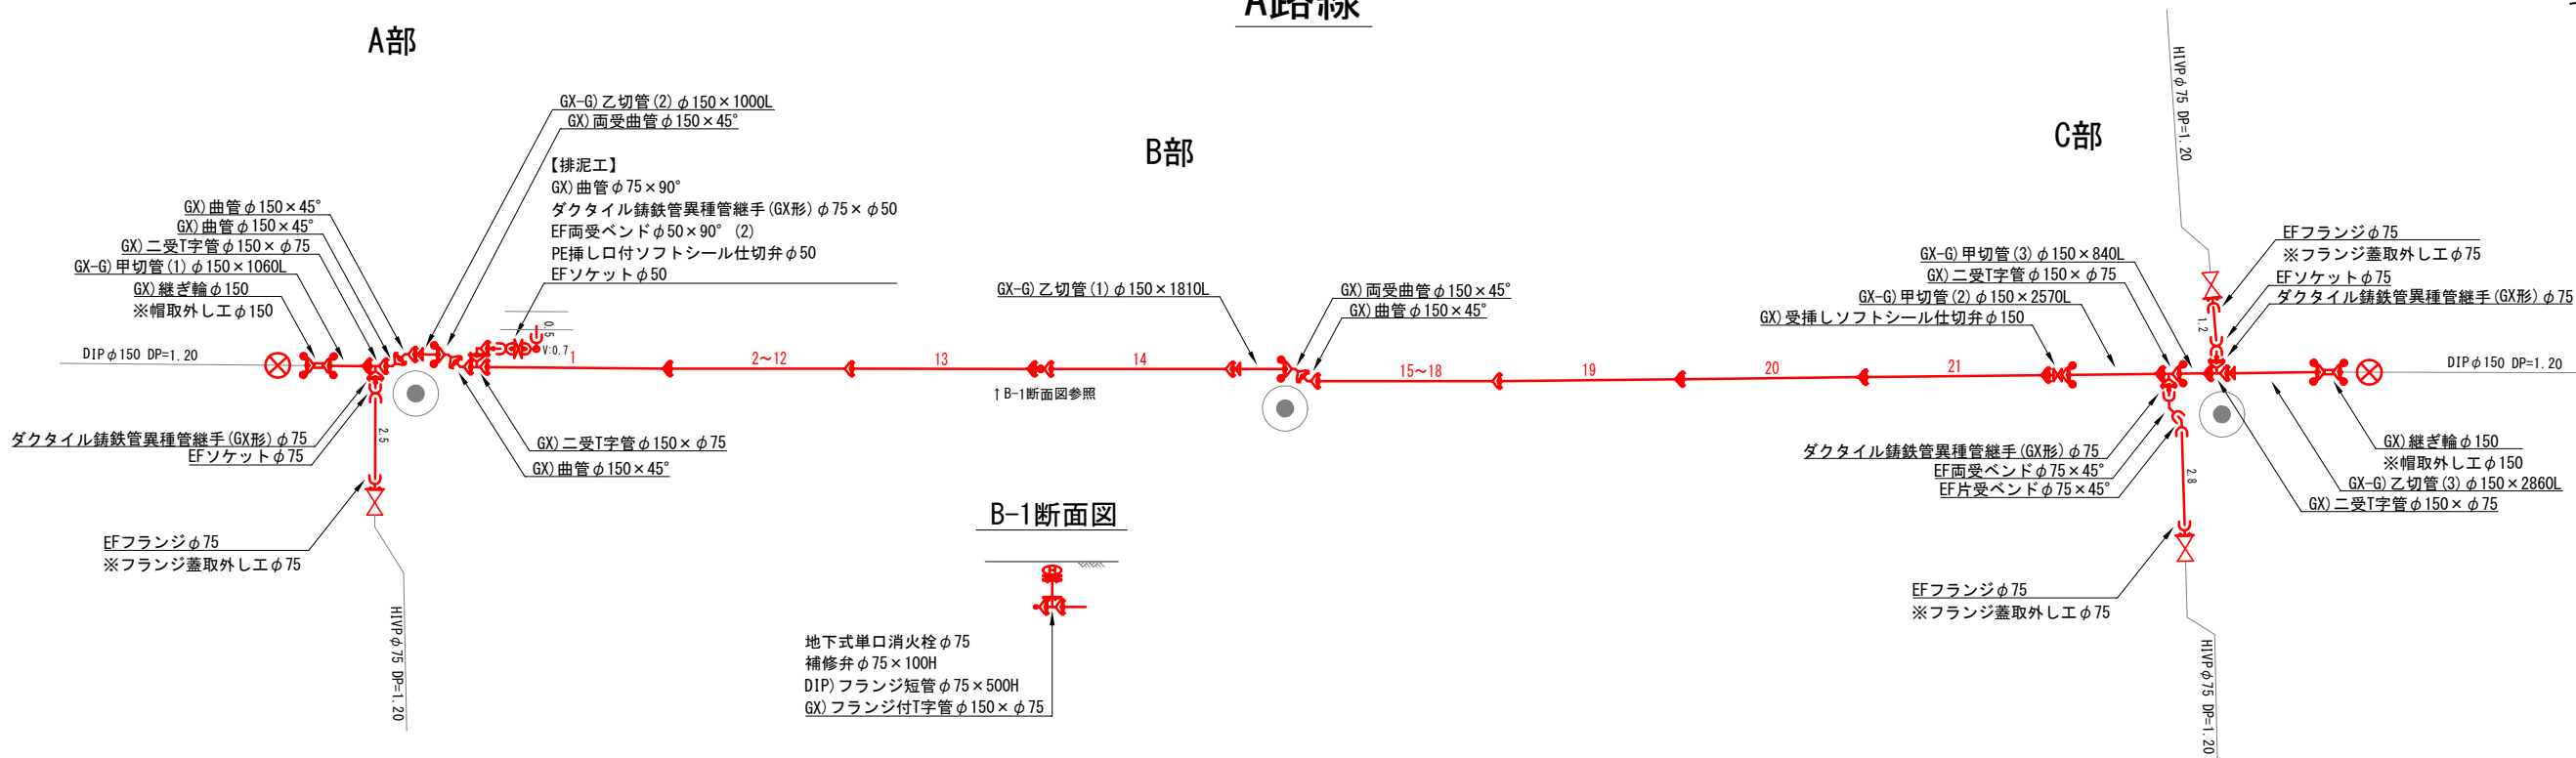 A路線
A部
GX-G)乙切管(2)φ150×1000L
GX)両受曲管φ150×45°
【排泥工】
GX)曲管φ75×90°
ダクタイル鋳鉄管異種管継手(GX形)φ75×φ50
EF両受ベンドφ50×90° (2)
PE挿し口付ソフトシール仕切弁φ50
EFソケットφ50
GX)曲管φ150×45°
GX)曲管φ150×45°
GX)二受T字管φ150×φ75
GX-G)甲切管(1)φ150×1060L
GX)継ぎ輪φ150
※帽取外し工φ150
DIPφ150 DP=1.20
0.5
V:0.7
1
2~12
13
14
↑B-1断面図参照
ダクタイル鋳鉄管異種管継手(GX形)φ75
EFソケットφ75
2.5
GX)二受T字管φ150×φ75
GX)曲管φ150×45°
EFフランジφ75
※フランジ蓋取外し工φ75
HIVPφ75 DP=1.20
B部
GX-G)乙切管(1)φ150×1810L
GX)両受曲管φ150×45°
GX)曲管φ150×45°
15~18
19
20
21
B-1断面図
地下式単口消火栓φ75
補修弁φ75×100H
DIP)フランジ短管φ75×500H
GX)フランジ付T字管φ150×φ75
C部
HIVPφ75 DP=1.20
GX-G)甲切管(3)φ150×840L
GX)二受T字管φ150×φ75
GX-G)甲切管(2)φ150×2570L
GX)受挿しソフトシール仕切弁φ150
EFフランジφ75
※フランジ蓋取外し工φ75
EFソケットφ75
ダクタイル鋳鉄管異種管継手(GX形)φ75
1.2
DIPφ150 DP=1.20
ダクタイル鋳鉄管異種管継手(GX形)φ75
EF両受ベンドφ75×45°
EF片受ベンドφ75×45°
2.8
GX)継ぎ輪φ150
※帽取外し工φ150
GX-G)乙切管(3)φ150×2860L
GX)二受T字管φ150×φ75
EFフランジφ75
※フランジ蓋取外し工φ75
HIVPφ75 DP=1.20